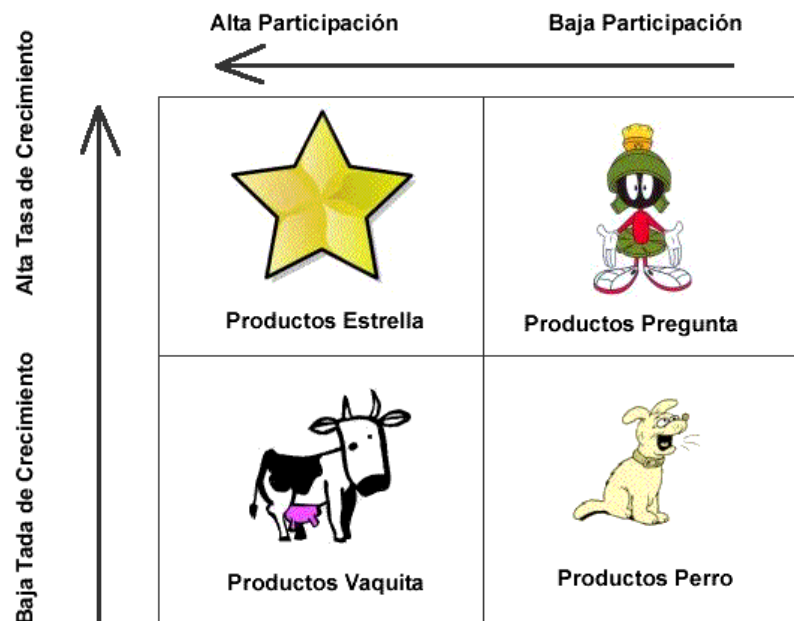 Alta Participación
Baja Participación
Alta Tasa de Crecimiento
Productos Estrella
Productos Pregunta
Baja Tada de Crecimiento
Productos Vaquita
Productos Perro